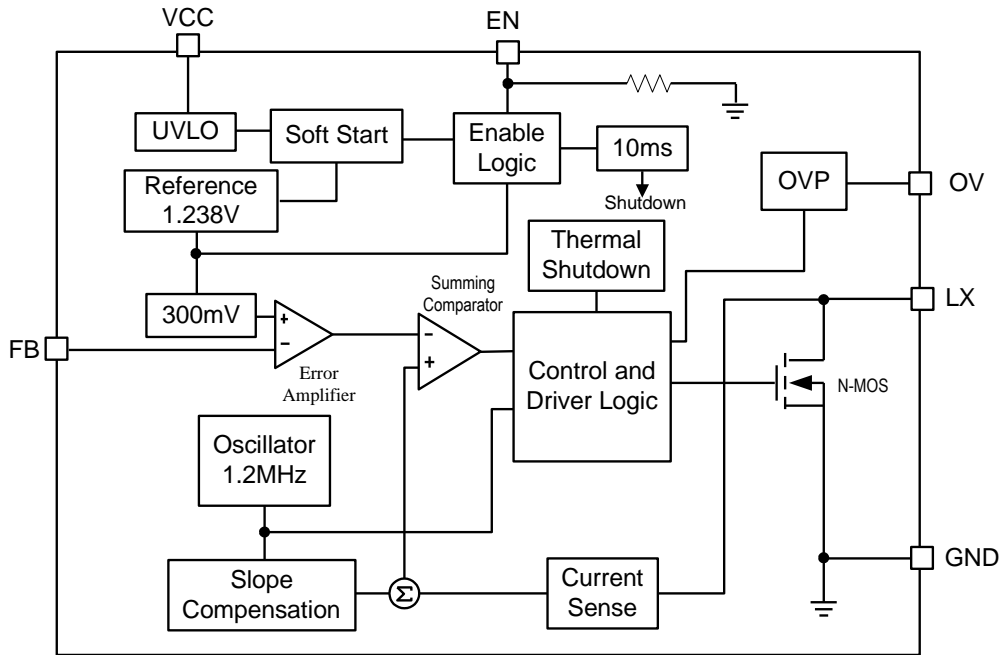 VCC
EN
UVLO
Soft Start
Enable
Logic
10ms
Shutdown
OVP
OV
Reference
1.238V
Thermal
Shutdown
300mV
+
−
Error
Amplifier
Summing
Comparator
−
+
Control and
Driver Logic
LX
FB
N-MOS
Oscillator
1.2MHz
Slope
Compensation
Σ
Current
Sense
GND